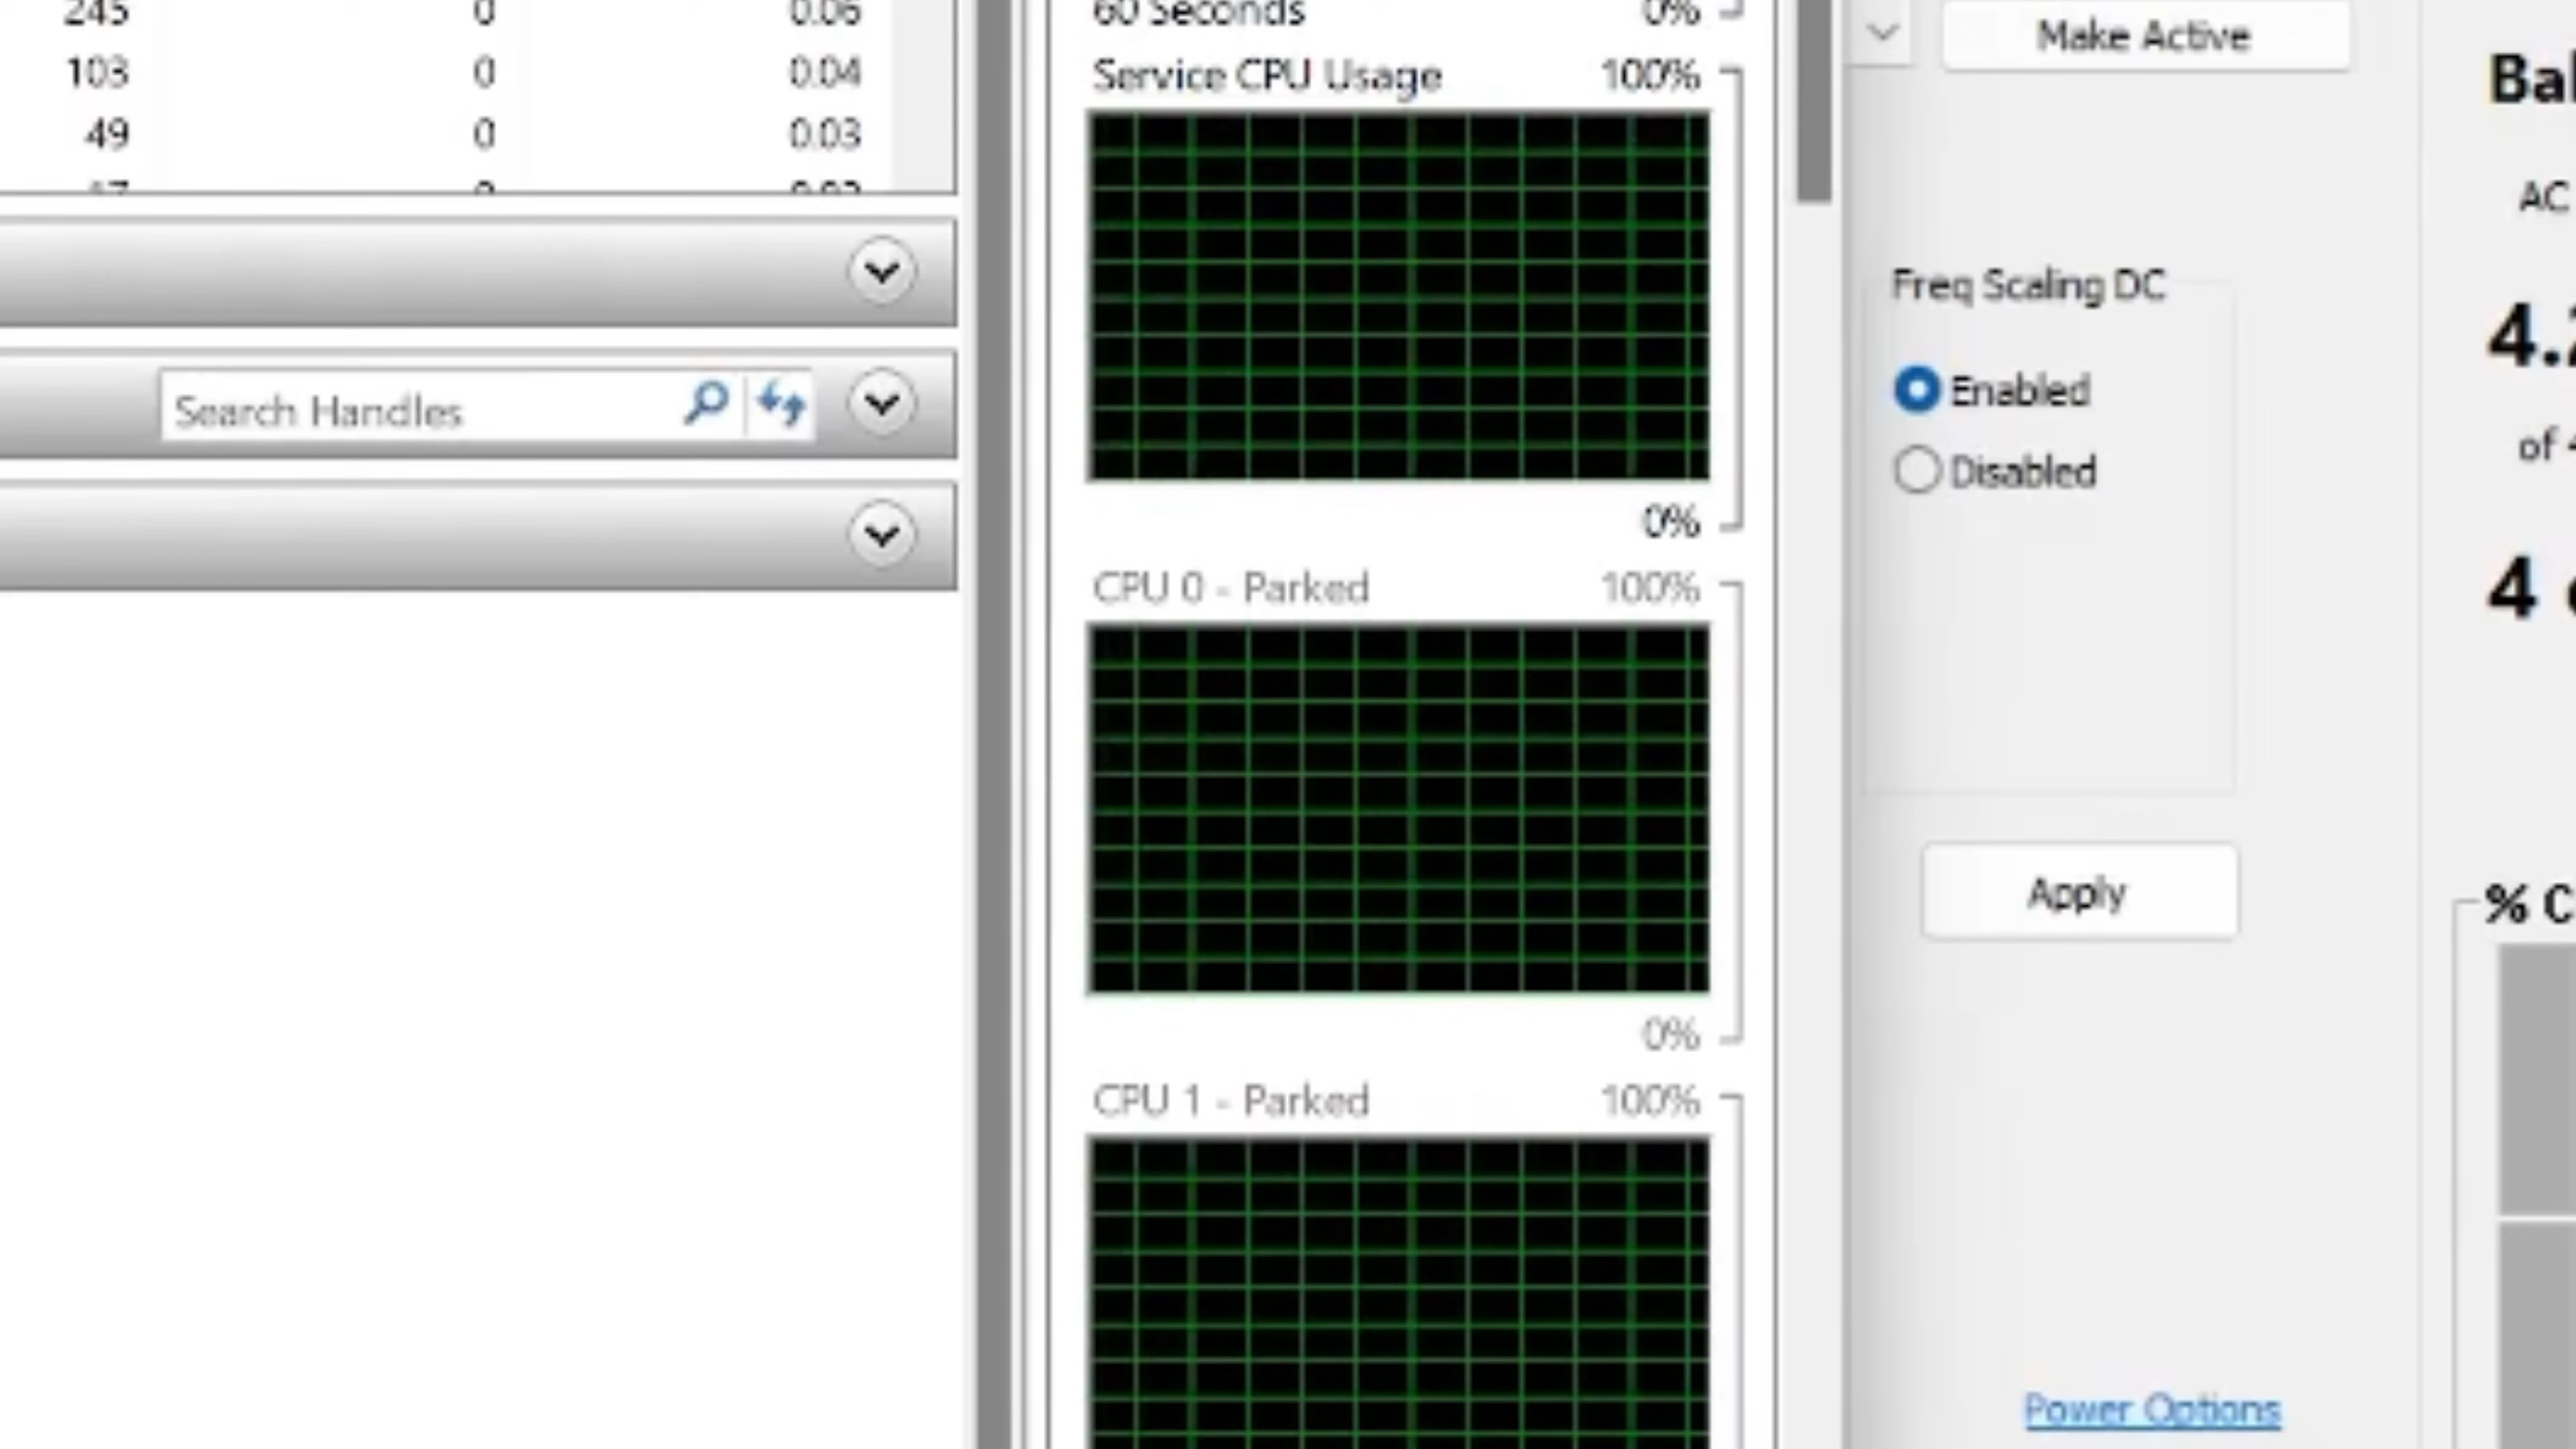 245 0 0.06
103 0 0.04
49 0 0.03
Search Handles
60 Seconds 0%
Service CPU Usage 100%
0%
CPU 0 - Parked 100%
0%
CPU 1 - Parked 100%
Make Active
Freq Scaling DC
Enabled
Disabled
Apply
Power Options
AC
of
4
%